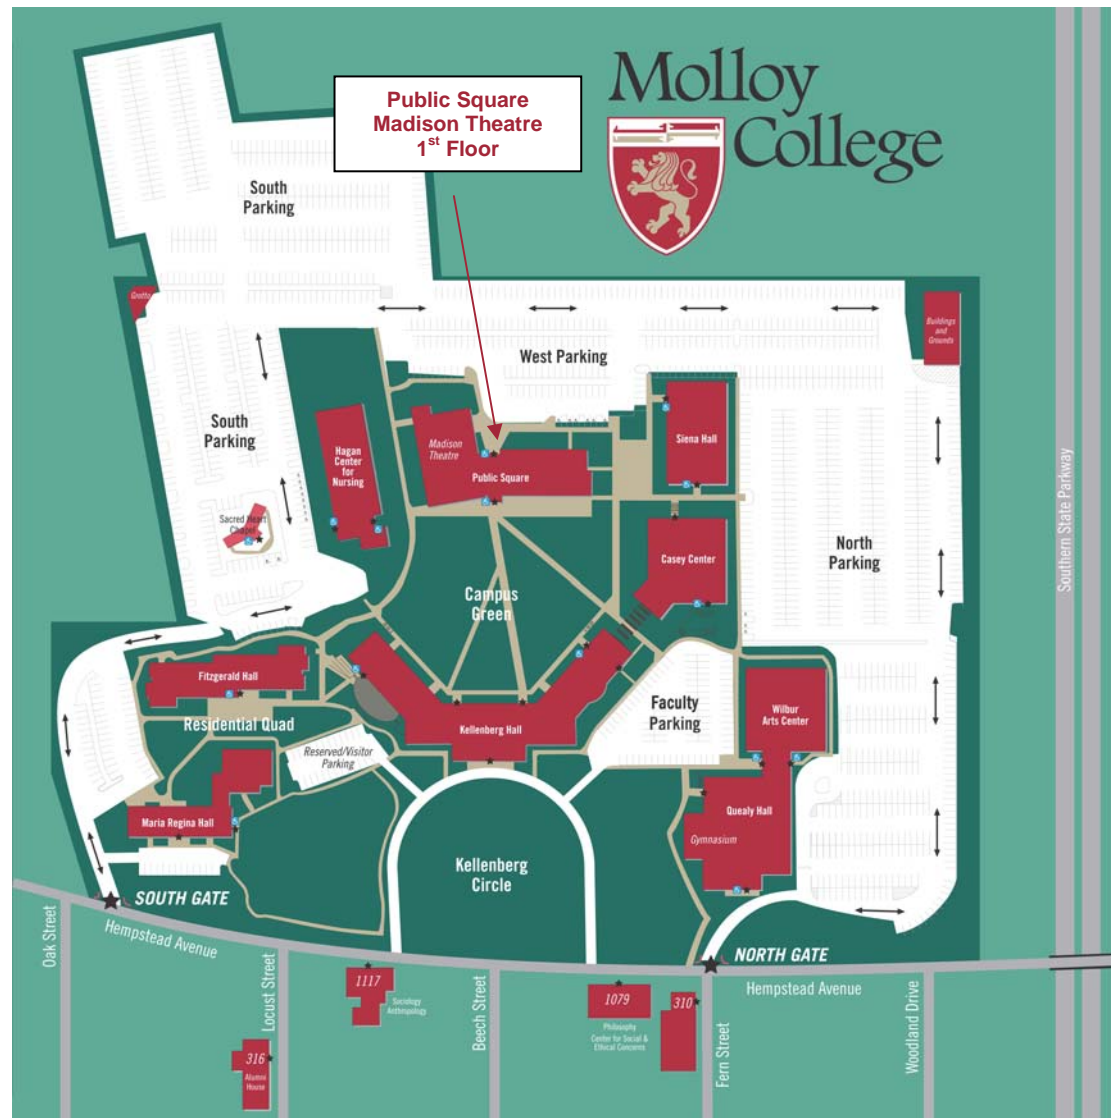 Molloy
College
Public Square
Madison Theatre
1st Floor
South
Parking
Grotto
West Parking
Buildings
and
Grounds
South
Parking
Hagan
Center
for
Nursing
Madison
Theatre
Public Square
Siena Hall
Sacred Heart
Chapel
Casey Center
North
Parking
Southern State Parkway
Campus
Green
Fitzgerald Hall
Residential Quad
Reserved/Visitor
Parking
Kellenberg Hall
Faculty
Parking
Wilbur
Arts Center
Maria Regina Hall
Quealy Hall
Gymnasium
Kellenberg
Circle
SOUTH GATE
Hempstead Avenue
NORTH GATE
Hempstead Avenue
Oak Street
Locust Street
1117
Sociology
Anthropology
Beech Street
1079
Philosophy
Center for Social &
Ethical Concerns
310
Fern Street
Woodland Drive
316
Alumni
House